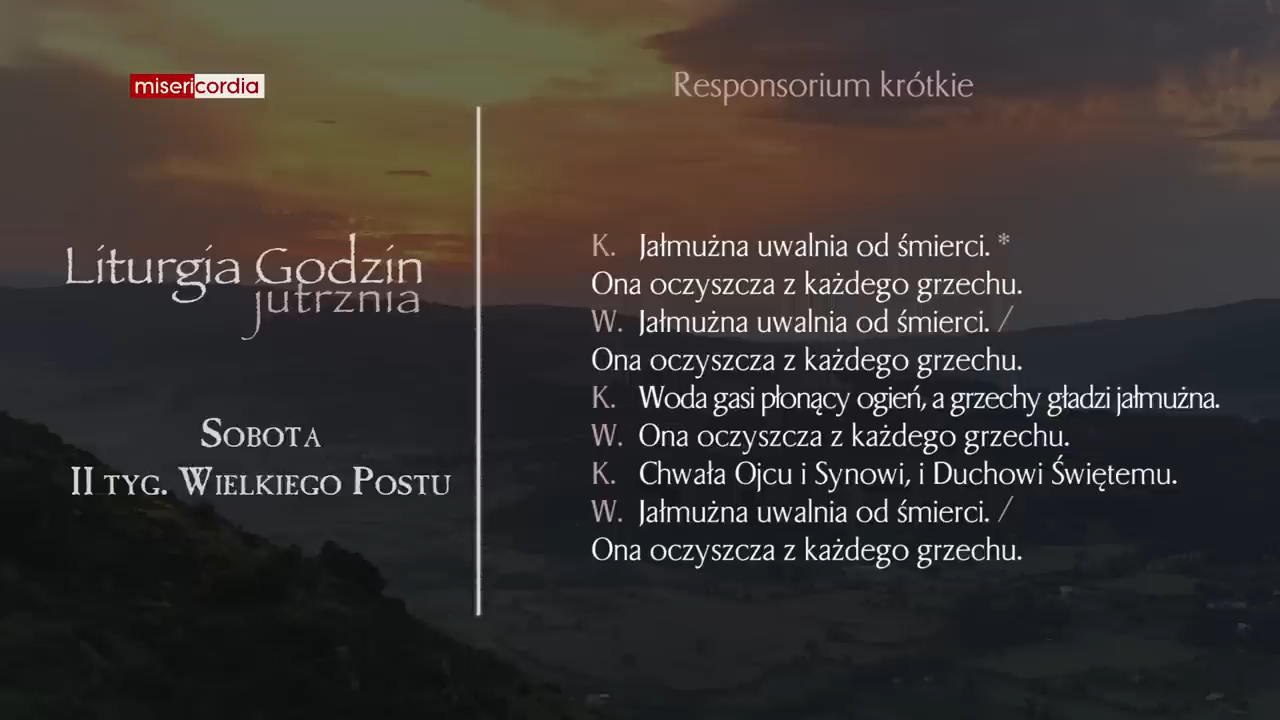 misericordia
Responsorium krótkie
Liturgia Godzin
jutrznia
Sobota
II tyg. Wielkiego Postu
K. Jałmużna uwalnia od śmierci. *
Ona oczyszcza z każdego grzechu.
W. Jałmużna uwalnia od śmierci. /
Ona oczyszcza z każdego grzechu.
K. Woda gasi płonący ogień, a grzechy gładzi jałmużna.
W. Ona oczyszcza z każdego grzechu.
K. Chwała Ojcu i Synowi, i Duchowi Świętemu.
W. Jałmużna uwalnia od śmierci. /
Ona oczyszcza z każdego grzechu.